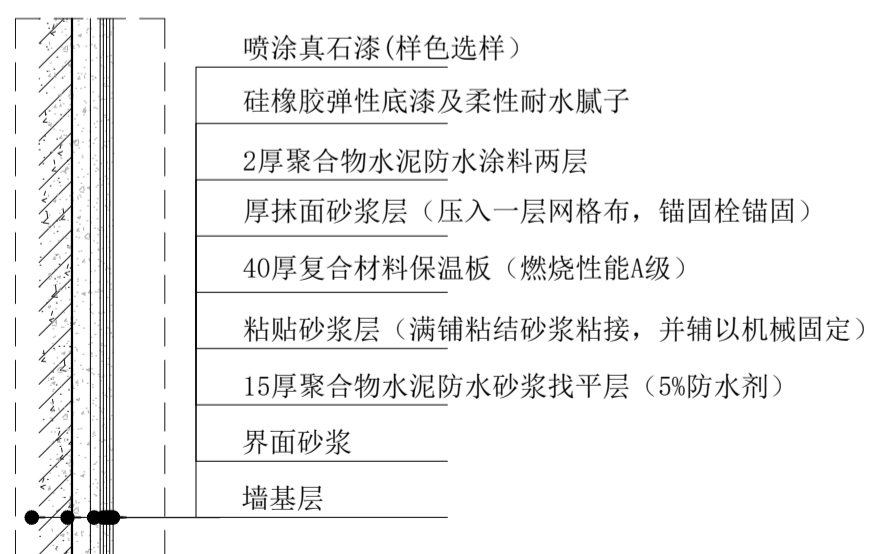 喷涂真石漆(样色选样)
硅橡胶弹性底漆及柔性耐水腻子
2厚聚合物水泥防水涂料两层
厚抹面砂浆层（压入一层网格布，锚固栓锚固）
40厚复合材料保温板（燃烧性能A级）
粘贴砂浆层（满铺粘结砂浆粘接，并辅以机械固定）
15厚聚合物水泥防水砂浆找平层（5%防水剂）
界面砂浆
墙基层